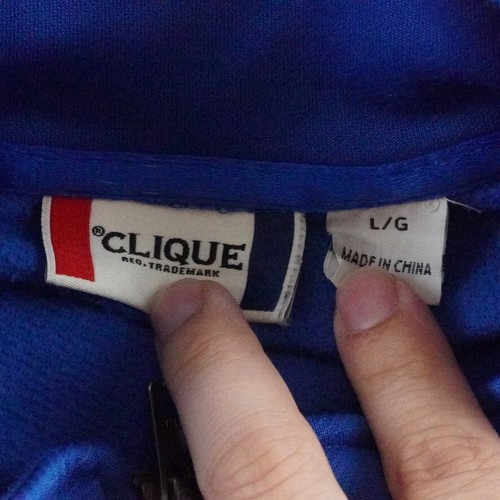 ®CLIQUE
REG. TRADEMARK
L/G
MADE IN CHINA